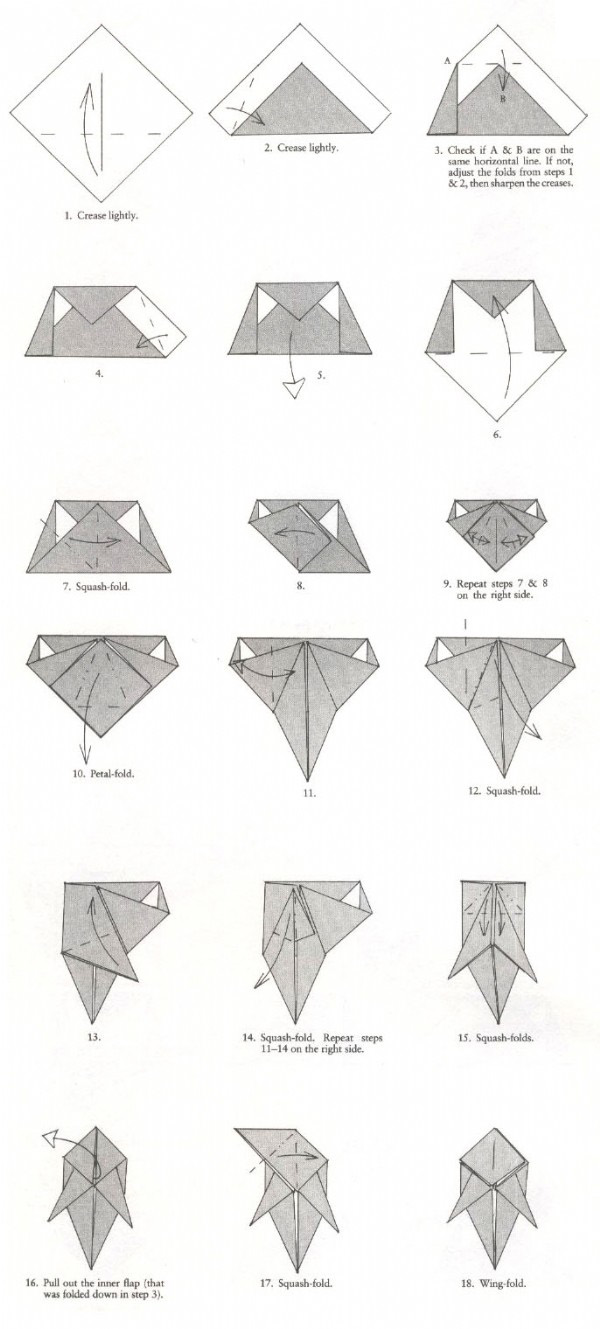 1. Crease lightly.
2. Crease lightly.
A
B
3. Check if A & B are on the
same horizontal line. If not,
adjust the folds from steps 1
& 2, then sharpen the creases.
4.
5.
6.
7. Squash-fold.
8.
9. Repeat steps 7 & 8
on the right side.
10. Petal-fold.
11.
12. Squash-fold.
13.
14. Squash-fold. Repeat steps
11–14 on the right side.
15. Squash-folds.
16. Pull out the inner flap (that
was folded down in step 3).
17. Squash-fold.
18. Wing-fold.